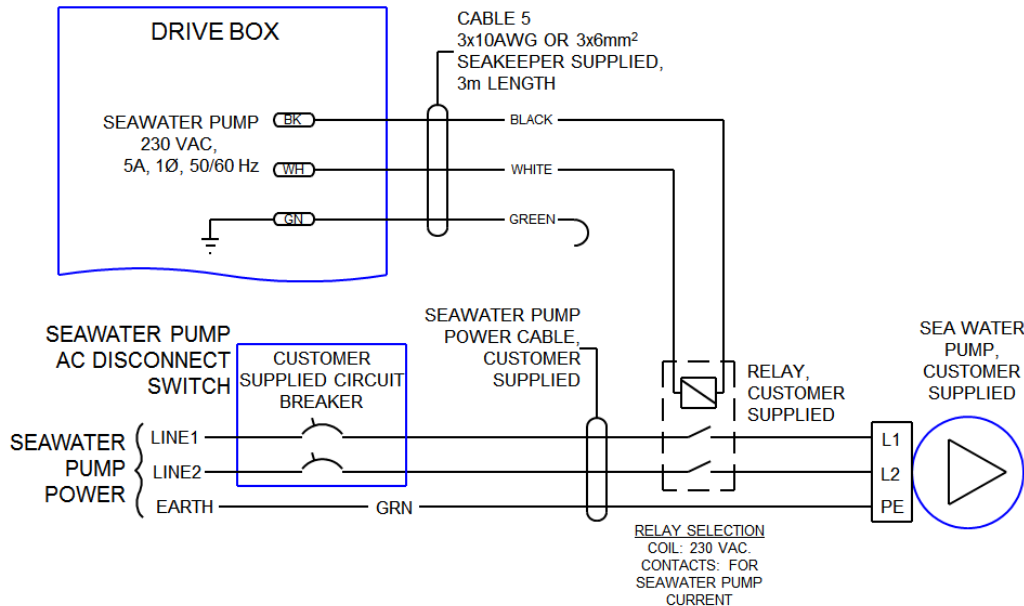 DRIVE BOX
CABLE 5
3x10AWG OR 3x6mm²
SEAKEEPER SUPPLIED,
3m LENGTH
SEAWATER PUMP
230 VAC,
5A, 1Ø, 50/60 Hz
BK
WH
GN
BLACK
WHITE
GREEN
SEAWATER PUMP
AC DISCONNECT
SWITCH
CUSTOMER
SUPPLIED CIRCUIT
BREAKER
SEAWATER PUMP
POWER CABLE,
CUSTOMER
SUPPLIED
RELAY,
CUSTOMER
SUPPLIED
SEA WATER
PUMP,
CUSTOMER
SUPPLIED
SEAWATER
PUMP
POWER
LINE1
LINE2
EARTH
GRN
L1
L2
PE
RELAY SELECTION
COIL: 230 VAC.
CONTACTS: FOR
SEAWATER PUMP
CURRENT